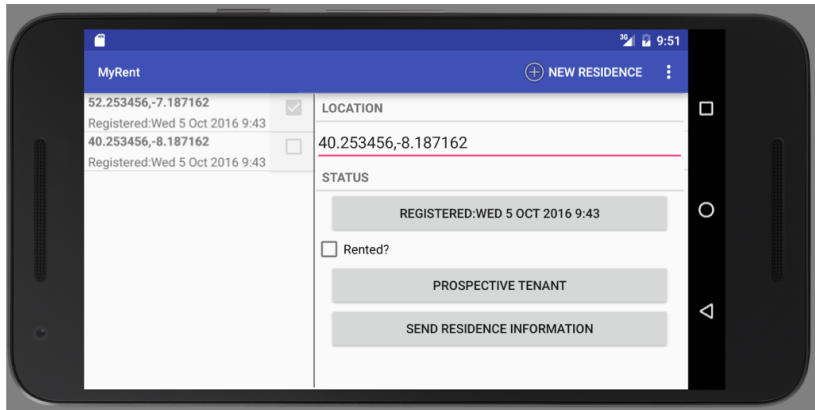 3G 9:51
MyRent
NEW RESIDENCE
52.253456,-7.187162
Registered:Wed 5 Oct 2016 9:43
40.253456,-8.187162
Registered:Wed 5 Oct 2016 9:43
LOCATION
40.253456,-8.187162
STATUS
REGISTERED:WED 5 OCT 2016 9:43
Rented?
PROSPECTIVE TENANT
SEND RESIDENCE INFORMATION